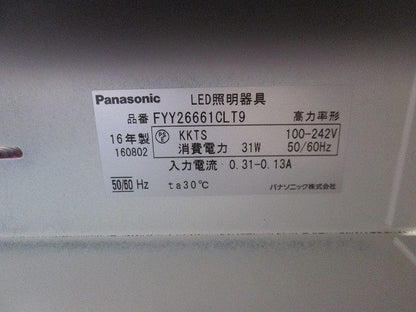 Panasonic LED照明器具
品番 FYY26661CLT9 高力率形
16年製 PSE KKTS 100-242V
160802 消費電力 31W 50/60Hz
入力電流 0.31-0.13A
50/60 Hz ta30℃ パナソニック株式会社